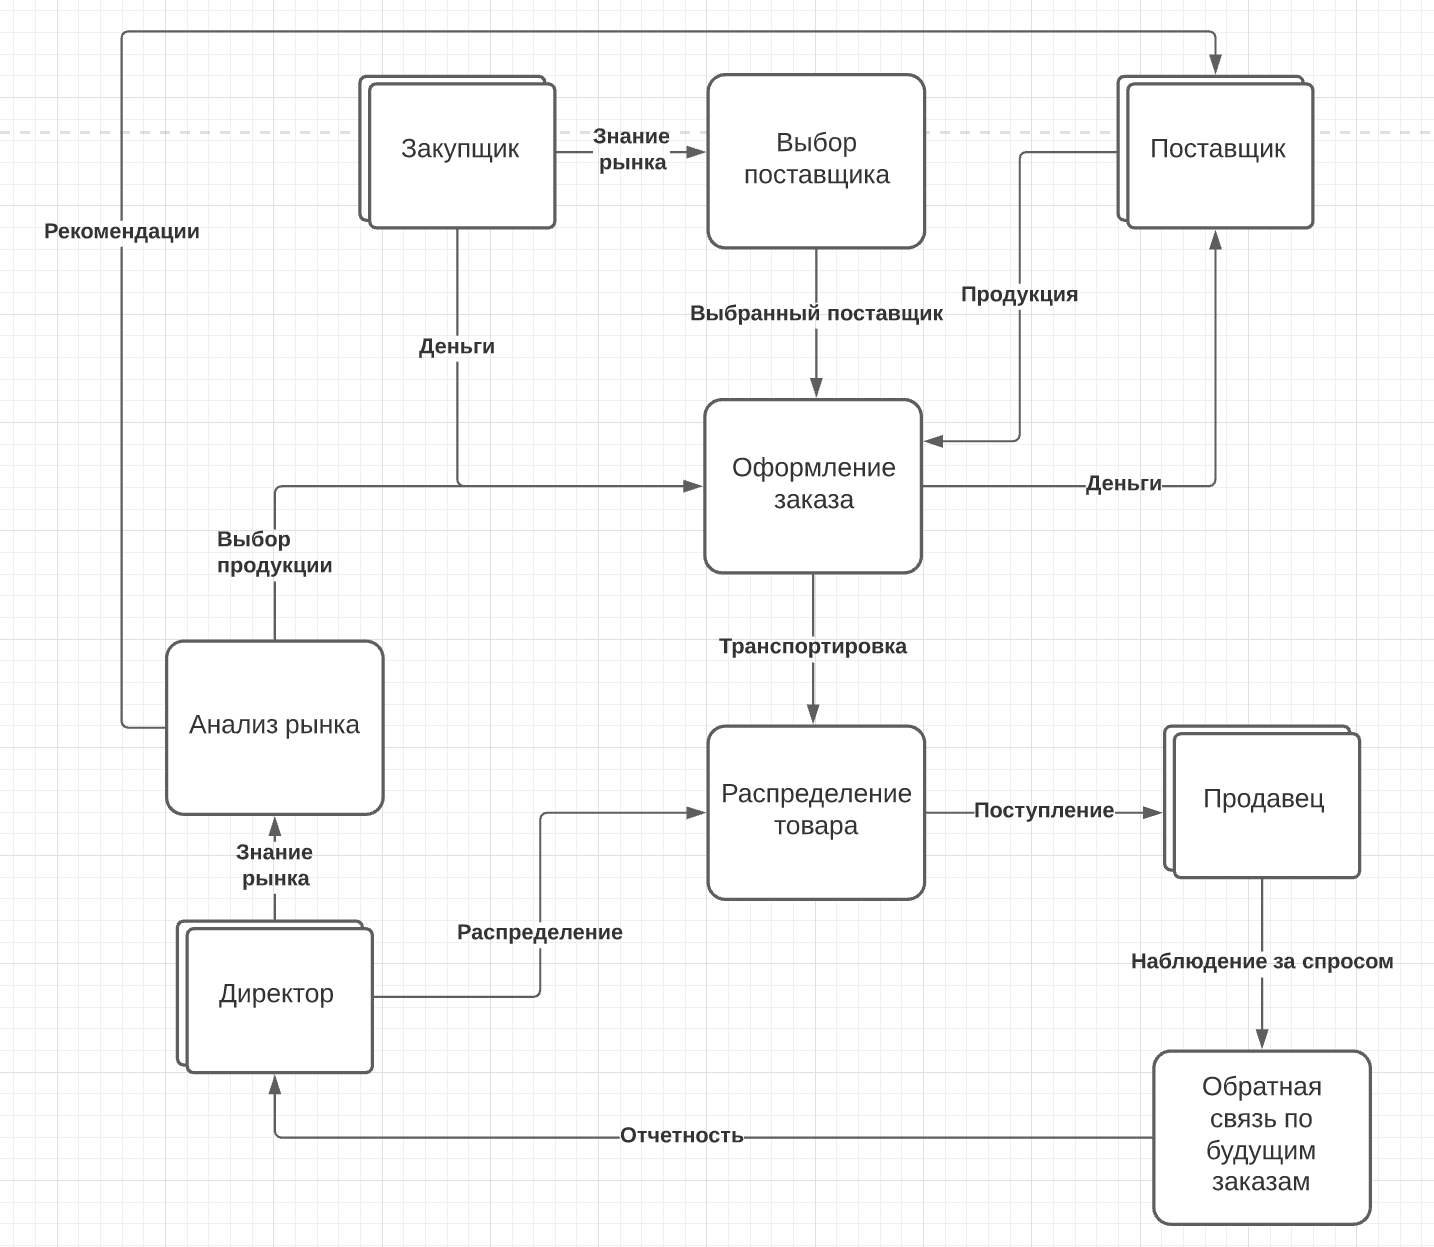 Закупщик
Знание
рынка
Выбор
поставщика
Поставщик
Рекомендации
Продукция
Выбранный поставщик
Деньги
Оформление
заказа
Деньги
Выбор
продукции
Транспортировка
Анализ рынка
Распределение
товара
Поступление
Продавец
Знание
рынка
Распределение
Наблюдение за спросом
Директор
Обратная
связь по
будущим
заказам
Отчетность